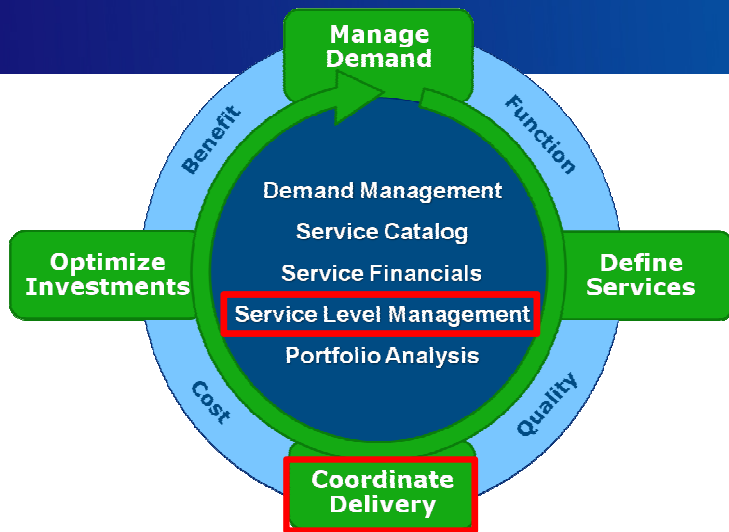 Manage
Demand
Benefit
Function
Demand Management
Service Catalog
Optimize
Investments
Service Financials
Define
Services
Service Level Management
Portfolio Analysis
Cost
Quality
Coordinate
Delivery